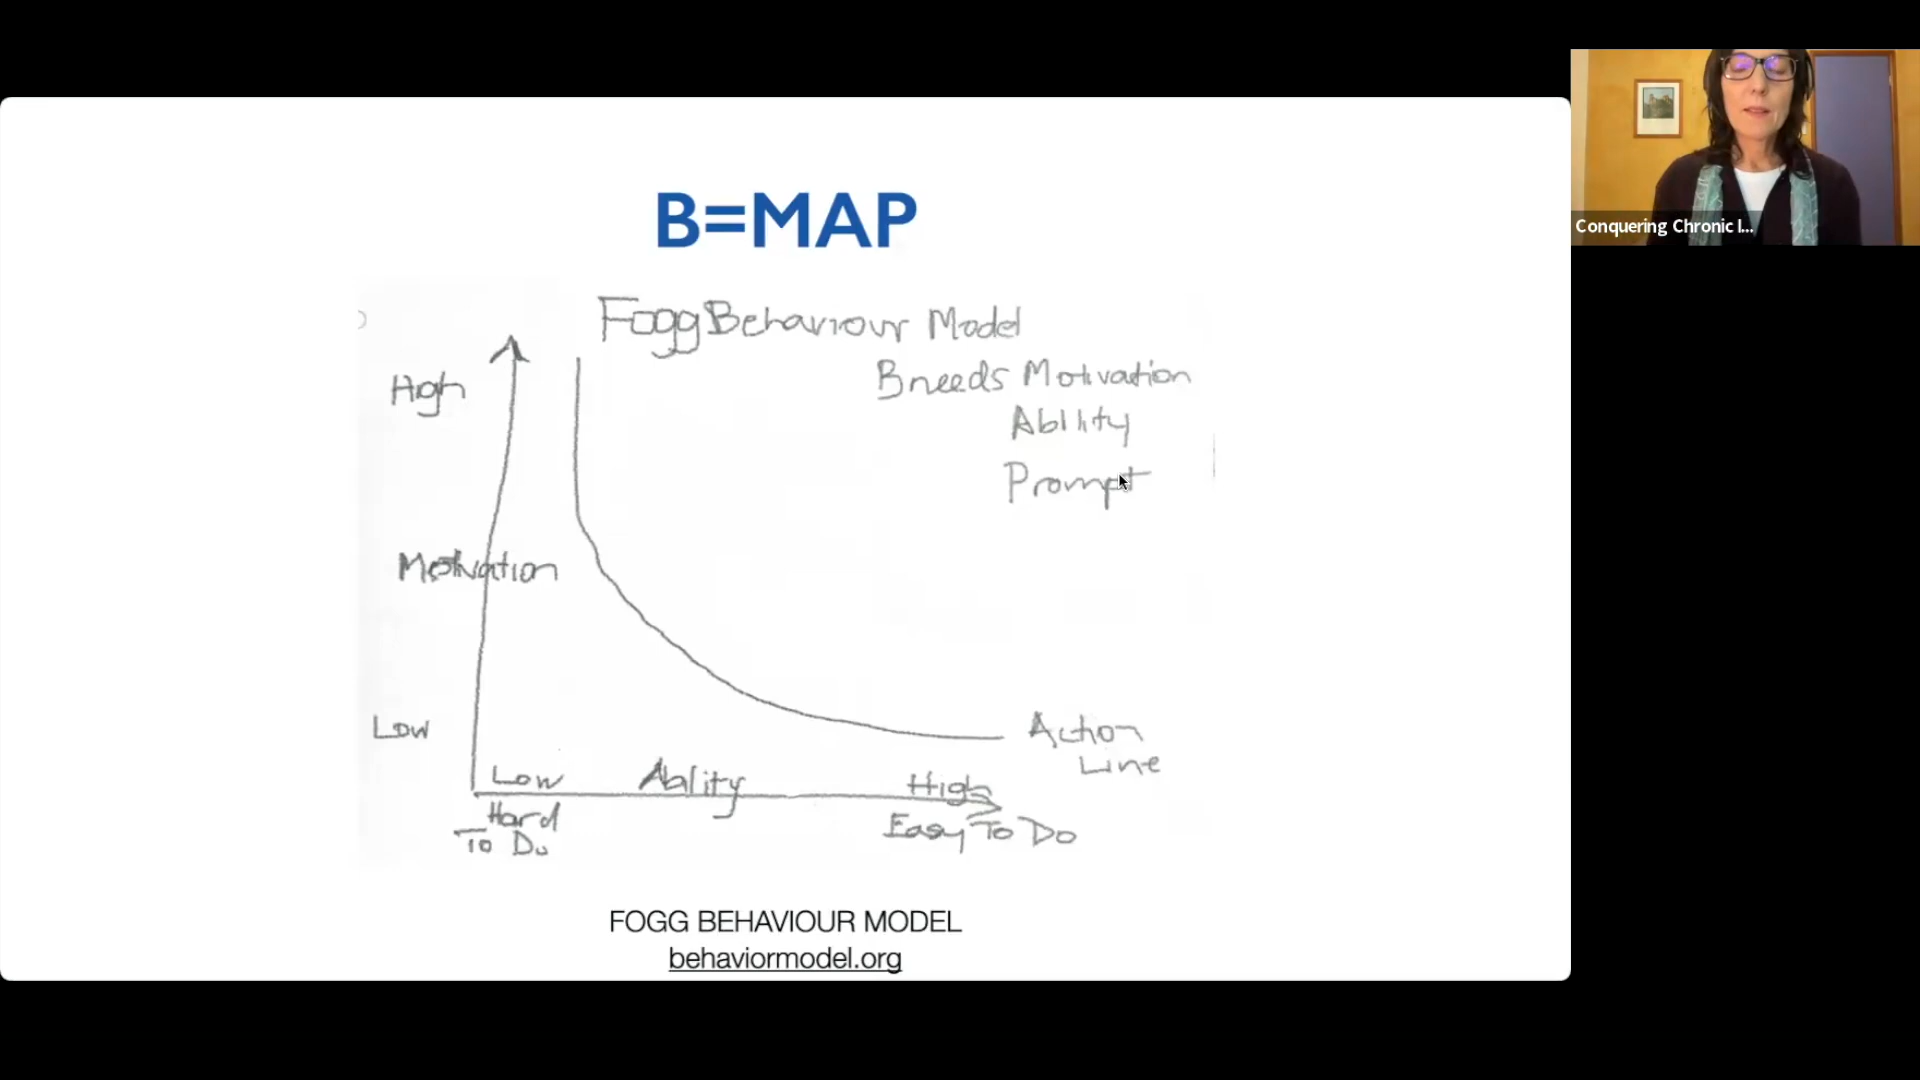 B=MAP
Fogg Behaviour Model
High
B needs Motivation
Ability
Prompt
Motivation
Low
Action
Line
Low Ability High
Hard
To Do
Easy To Do
FOGG BEHAVIOUR MODEL
behaviormodel.org
Conquering Chronic I...